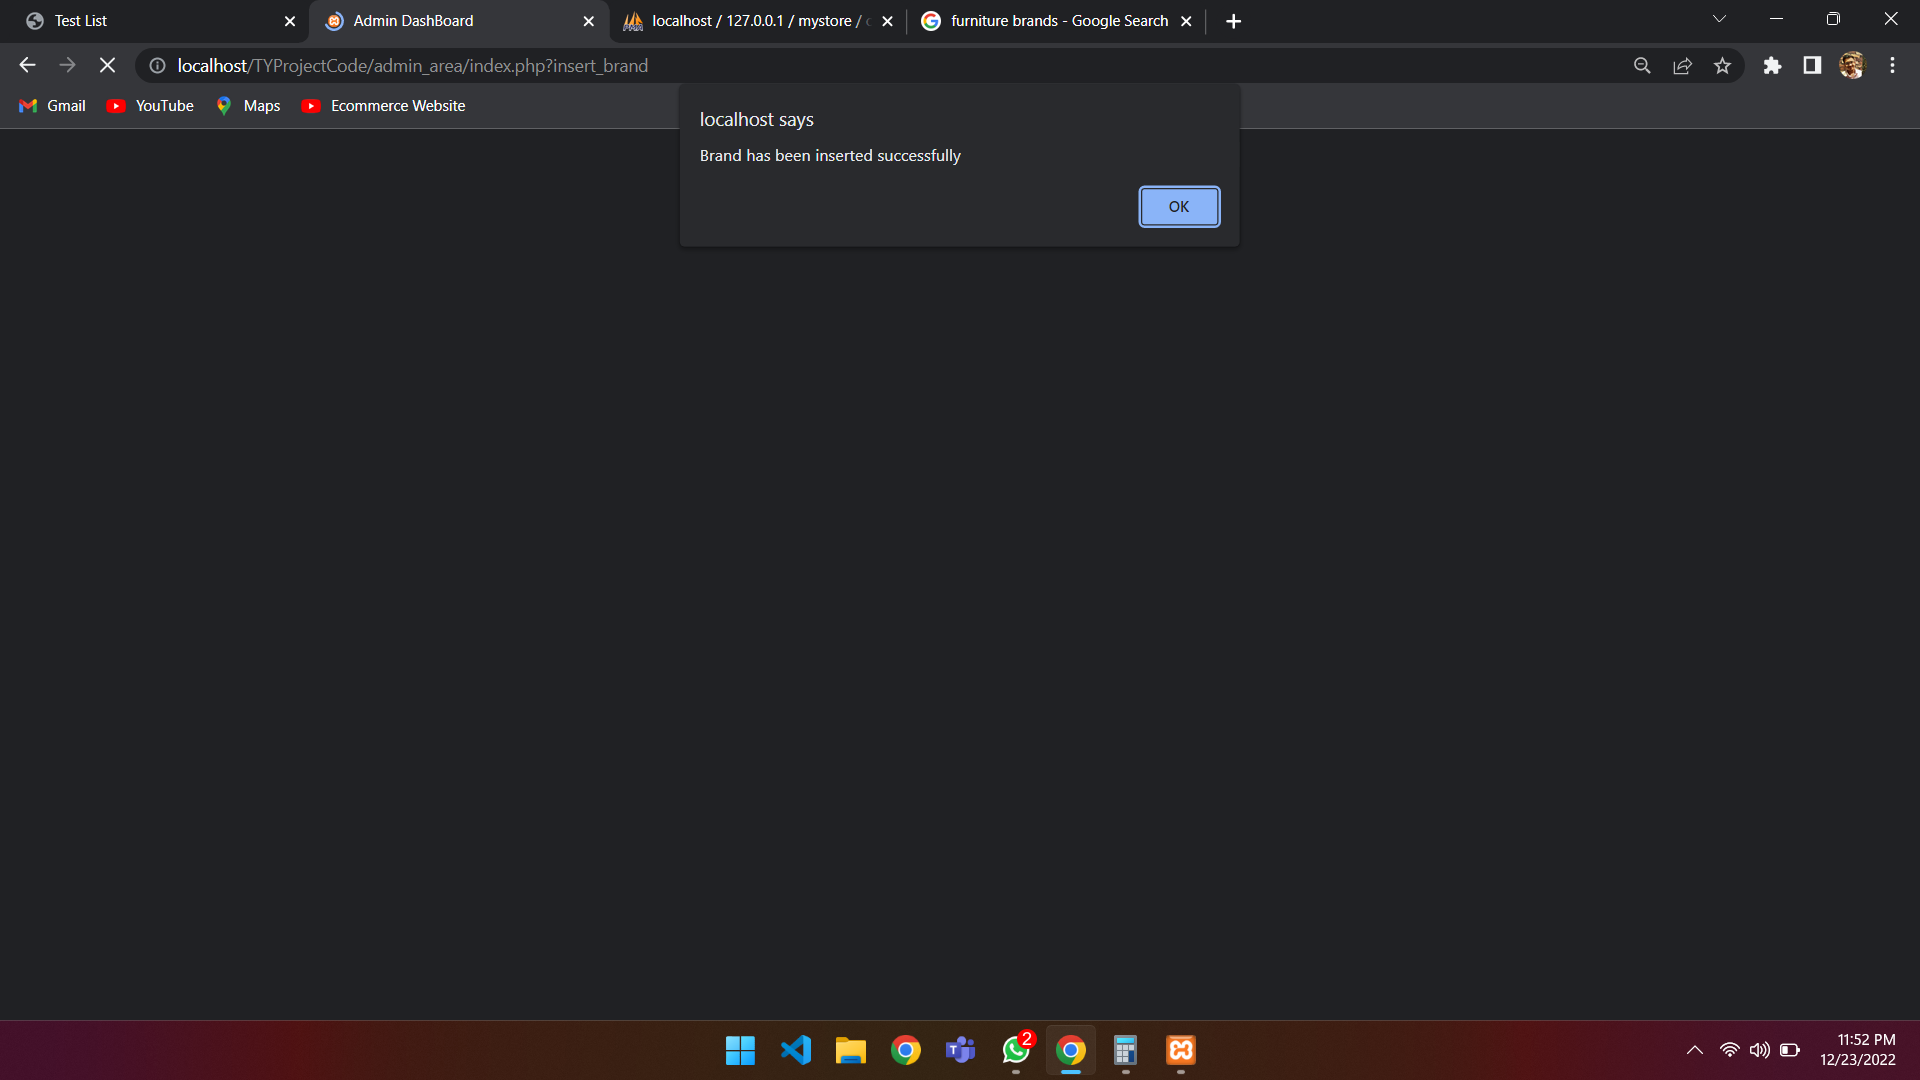 Test List
Admin DashBoard
localhost / 127.0.0.1 / mystore /
furniture brands - Google Search
localhost/TYProjectCode/admin_area/index.php?insert_brand
Gmail
YouTube
Maps
Ecommerce Website
localhost says
Brand has been inserted successfully
OK
2
11:52 PM
12/23/2022